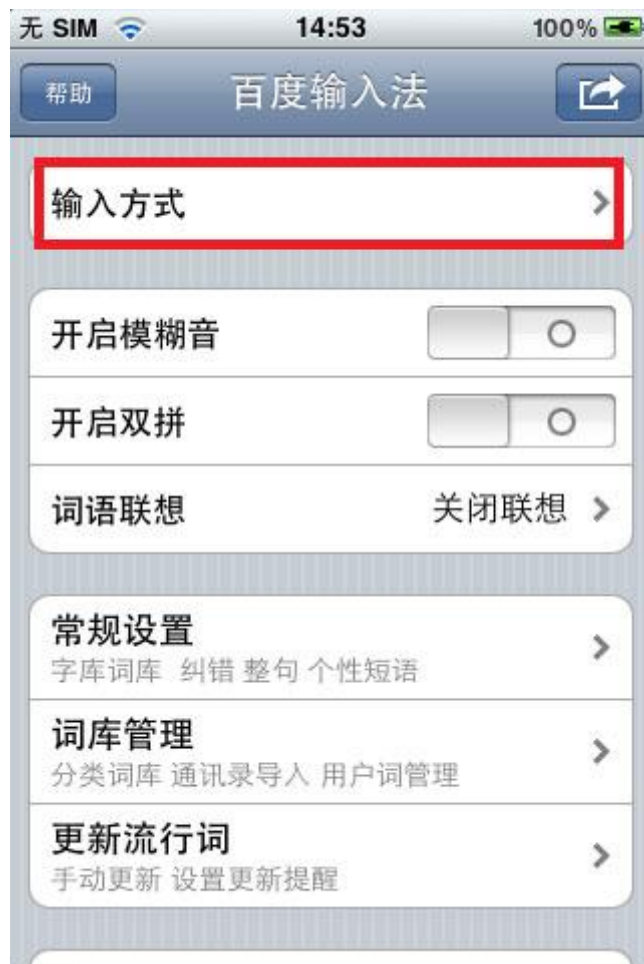 无 SIM 14:53 100%
帮助 百度输入法
输入方式
开启模糊音
开启双拼
词语联想 关闭联想
常规设置
字库词库 纠错 整句 个性短语
词库管理
分类词库 通讯录导入 用户词管理
更新流行词
手动更新 设置更新提醒